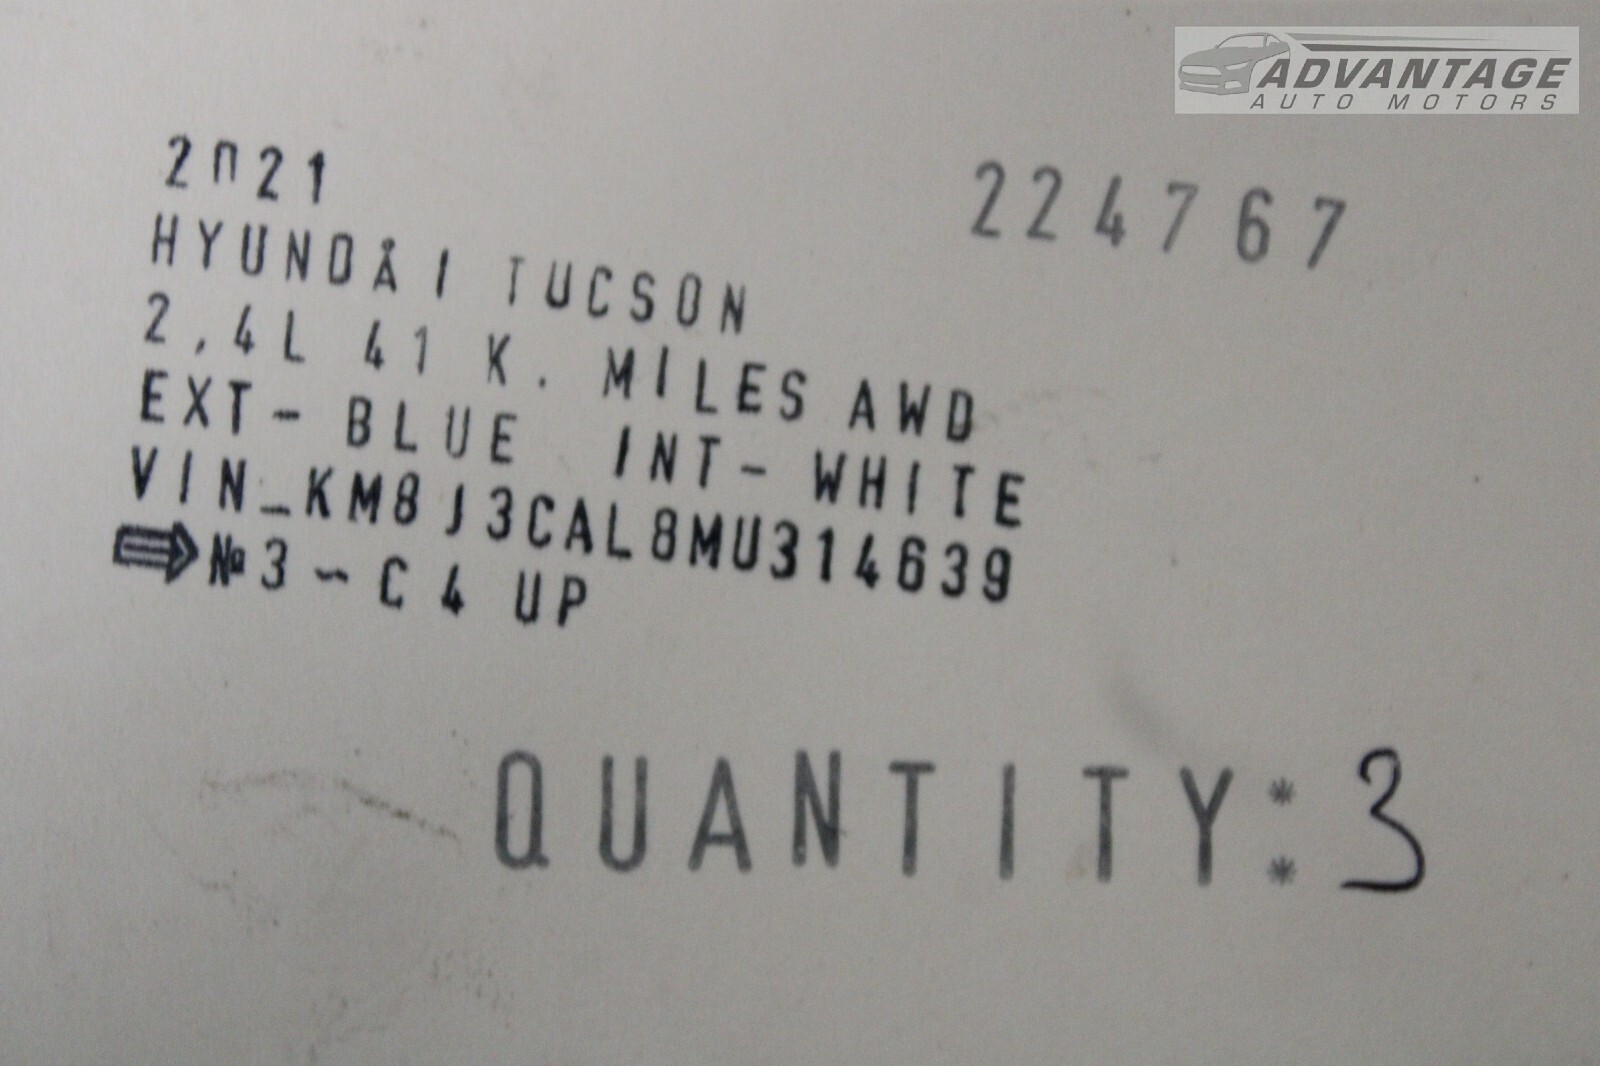 ADVANTAGE
AUTO MOTORS
2021
224767
HYUNDAI TUCSON
2,4L 41 K. MILES AWD
EXT- BLUE INT- WHITE
VIN_KM8J3CAL8MU314639
№3-C4 UP
QUANTITY: 3